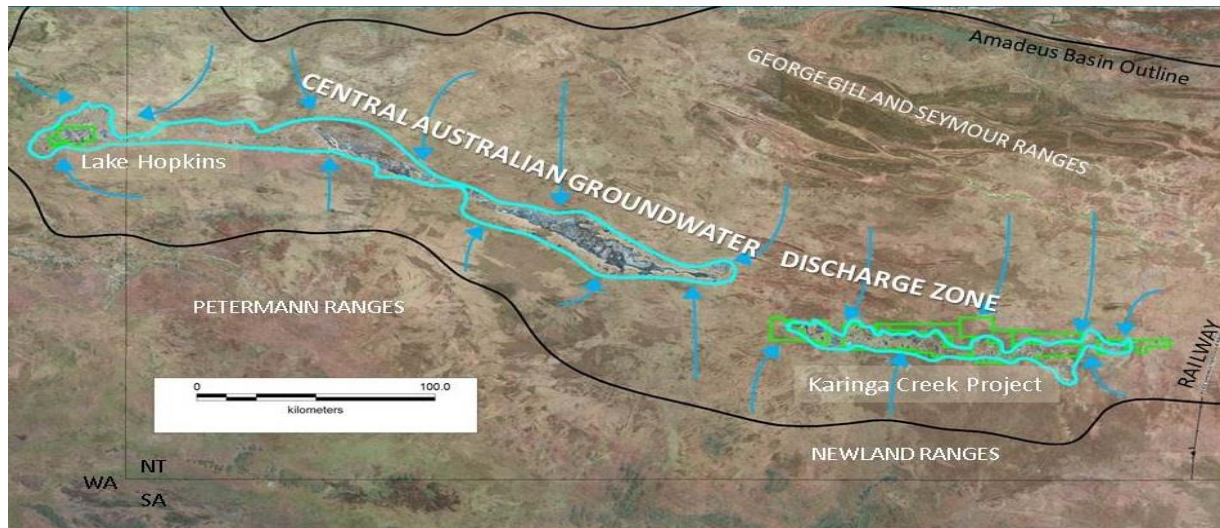 Amadeus Basin Outline
GEORGE GILL AND SEYMOUR RANGES
CENTRAL AUSTRALIAN GROUNDWATER DISCHARGE ZONE
Lake Hopkins
PETERMANN RANGES
Karinga Creek Project
RAILWAY
0 100.0
kilometers
NEWLAND RANGES
NT
WA
SA